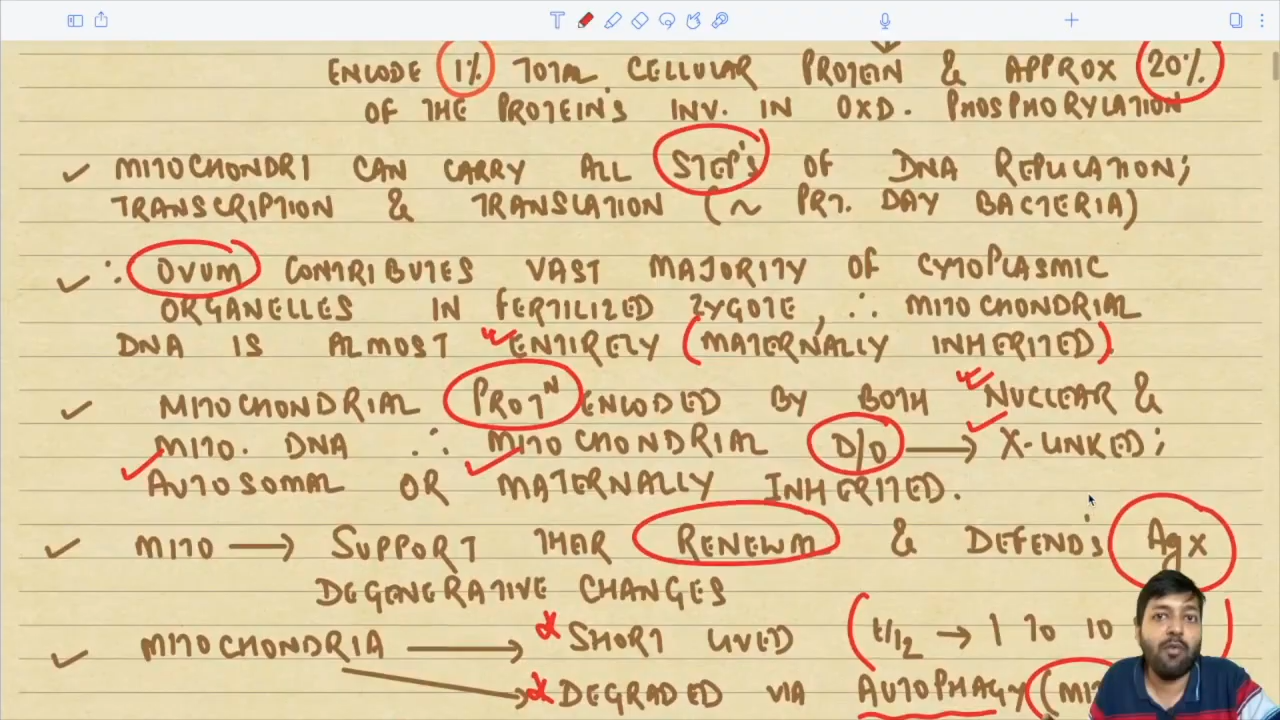 ENCODE 1% TOTAL CELLULAR PROTEIN & APPROX 20%
OF THE PROTEIN'S INV. IN OXD. PHOSPHORYLATION
MITOCHONDRI CAN CARRY ALL STEP'S OF DNA REPLICATION;
TRANSCRIPTION & TRANSLATION (~ PRT. DAY BACTERIA)
∵ OVUM CONTRIBUTES VAST MAJORITY OF CYTOPLASMIC
ORGANELLES IN FERTILIZED ZYGOTE, ∴ MITOCHONDRIAL
DNA IS ALMOST ENTIRELY (MATERNALLY INHERITED)
MITOCHONDRIAL PROTN ENCODED BY BOTH NUCLEAR &
MITO. DNA ∴ MITOCHONDRIAL D/O → X-LINKED;
AUTOSOMAL OR MATERNALLY INHERITED.
MITO → SUPPORT THER RENEWAL & DEFEND'S Agx
DEGENERATIVE CHANGES
MITOCHONDRIA → SHORT LIVED (t1/2 → 1 TO 10
DEGRADED VIA AUTOPHAGY